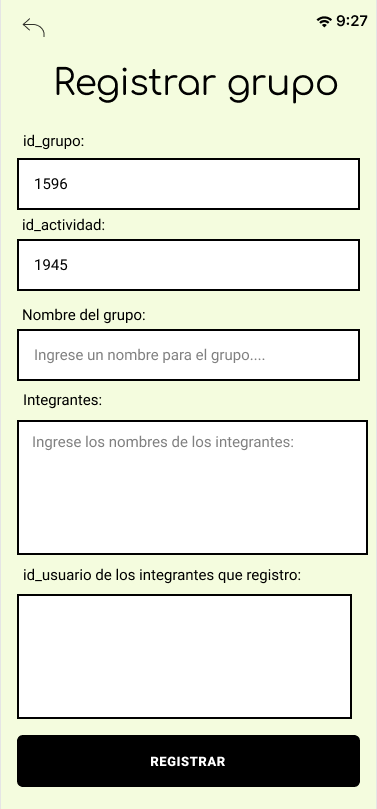 9:27
Registrar grupo
id_grupo:
1596
id_actividad:
1945
Nombre del grupo:
Ingrese un nombre para el grupo....
Integrantes:
Ingrese los nombres de los integrantes:
id_usuario de los integrantes que registro:
REGISTRAR